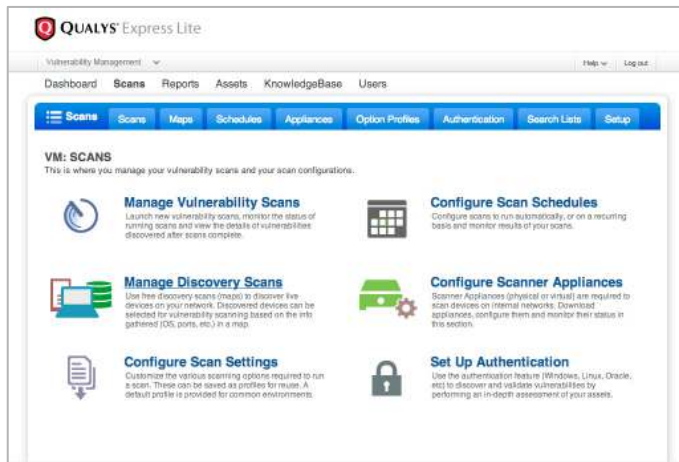 QUALYS' Express Lite
Vulnerability Management
Help
Log out
Dashboard Scans Reports Assets KnowledgeBase Users
Scans Scans Maps Schedules Appliances Option Profiles Authentication Search Lists Setup
VM: SCANS
This is where you manage your vulnerability scans and your scan configurations.
Manage Vulnerability Scans
Launch new vulnerability scans, monitor the status of
running scans and view the details of vulnerabilities
discovered after scans complete.
Configure Scan Schedules
Configure scans to run automatically, or on a recurring
basis and monitor results of your scans.
Manage Discovery Scans
Use free discovery scans (maps) to discover live
devices on your network. Discovered devices can be
selected for vulnerability scanning based on the info
gathered (OS, ports, etc.) in a map.
Configure Scanner Appliances
Scanner Appliances (physical or virtual) are required to
scan devices on internal networks. Download
appliances, configure them and monitor their status in
this section.
Configure Scan Settings
Customize the various scanning options required to run
a scan. These can be saved as profiles for reuse. A
default profile is provided for common environments.
Set Up Authentication
Use the authentication feature (Windows, Linux, Oracle,
etc) to discover and validate vulnerabilities by
performing an in-depth assessment of your assets.